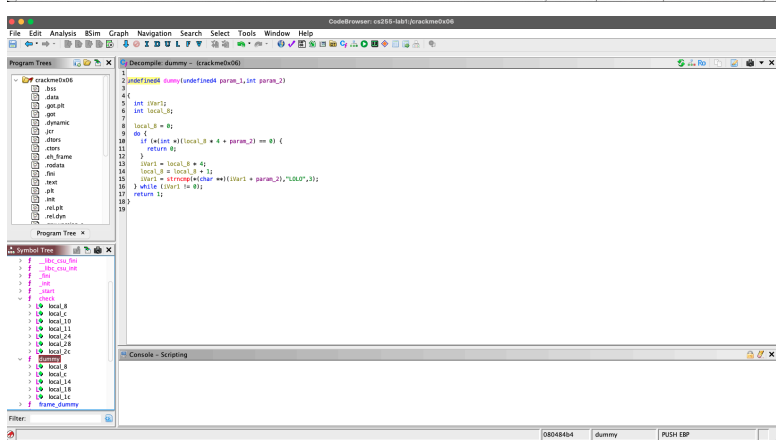 CodeBrowser: cs255-lab1:/crackme0x06
File Edit Analysis BSim Graph Navigation Search Select Tools Window Help
Program Trees
crackme0x06
.bss
.data
.got.plt
.got
.dynamic
.jcr
.dtors
.ctors
.eh_frame
.rodata
.fini
.text
.plt
.init
.rel.plt
.rel.dyn
Program Tree ×
Symbol Tree
f __libc_csu_fini
f __libc_csu_init
f _fini
f _init
f _start
f check
local_8
local_c
local_10
local_11
local_24
local_28
local_2c
f dummy
local_8
local_c
local_14
local_18
local_1c
f frame_dummy
Filter:
Decompile: dummy - (crackme0x06)
1
2 undefined4 dummy(undefined4 param_1,int param_2)
3
4 {
5 int iVar1;
6 int local_8;
7
8 local_8 = 0;
9 do {
10 if (*(int *)(local_8 * 4 + param_2) == 0) {
11 return 0;
12 }
13 iVar1 = local_8 * 4;
14 local_8 = local_8 + 1;
15 iVar1 = strncmp(*(char **)(iVar1 + param_2),"LOLO",3);
16 } while (iVar1 != 0);
17 return 1;
18 }
19
Console - Scripting
080484b4 dummy PUSH EBP